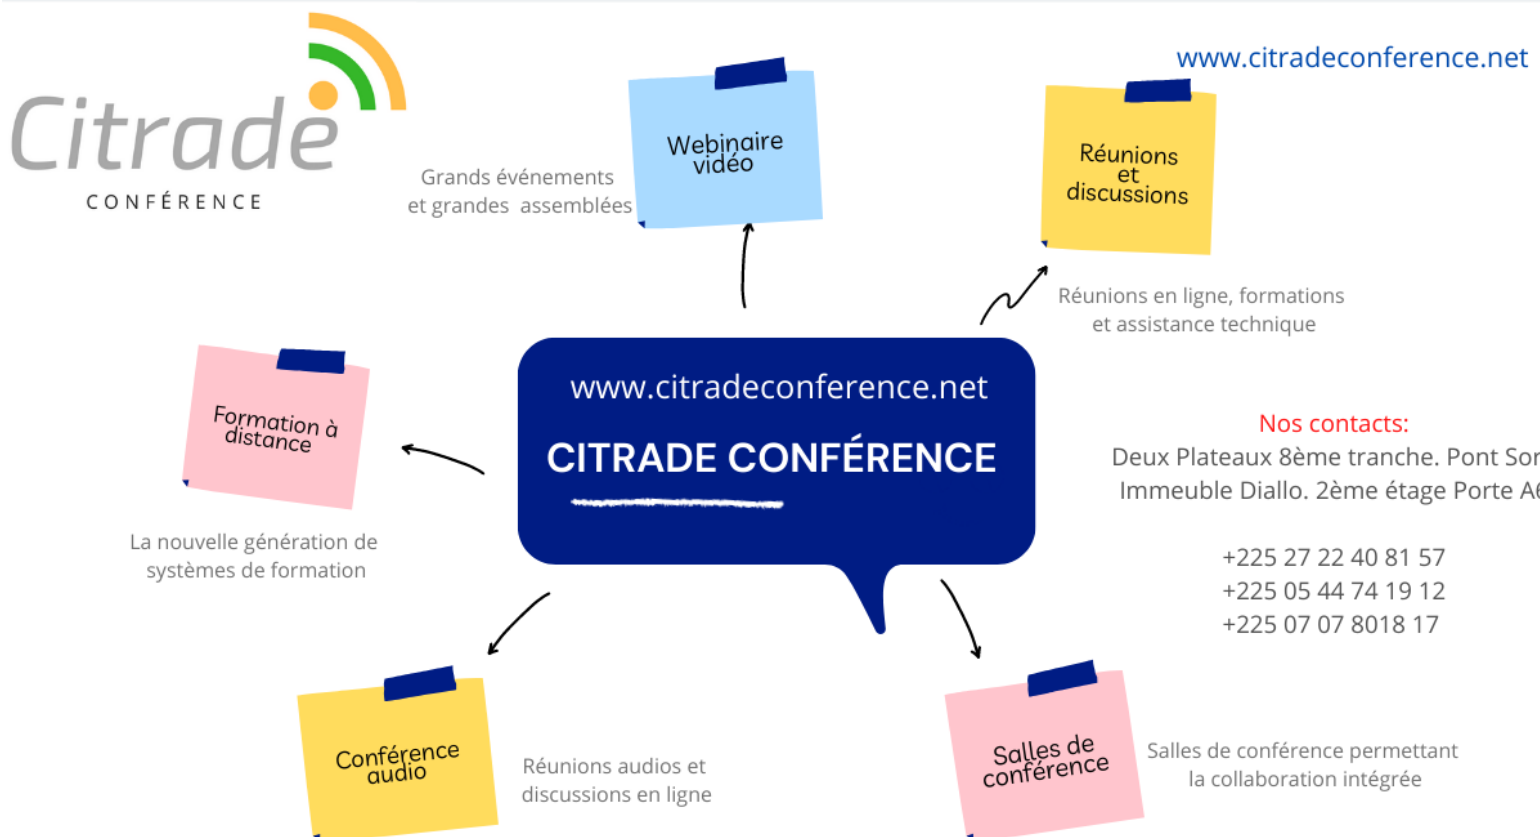 Citrade
CONFÉRENCE
www.citradeconference.net
Webinaire
vidéo
Grands événements
et grandes assemblées
Réunions
et
discussions
Réunions en ligne, formations
et assistance technique
www.citradeconference.net
CITRADE CONFÉRENCE
Formation à
distance
La nouvelle génération de
systèmes de formation
Nos contacts:
Deux Plateaux 8ème tranche. Pont
Immeuble Diallo. 2ème étage Porte
+225 27 22 40 81 57
+225 05 44 74 19 12
+225 07 07 8018 17
Conférence
audio
Réunions audios et
discussions en ligne
Salles de
conférence
Salles de conférence permettant
la collaboration intégrée